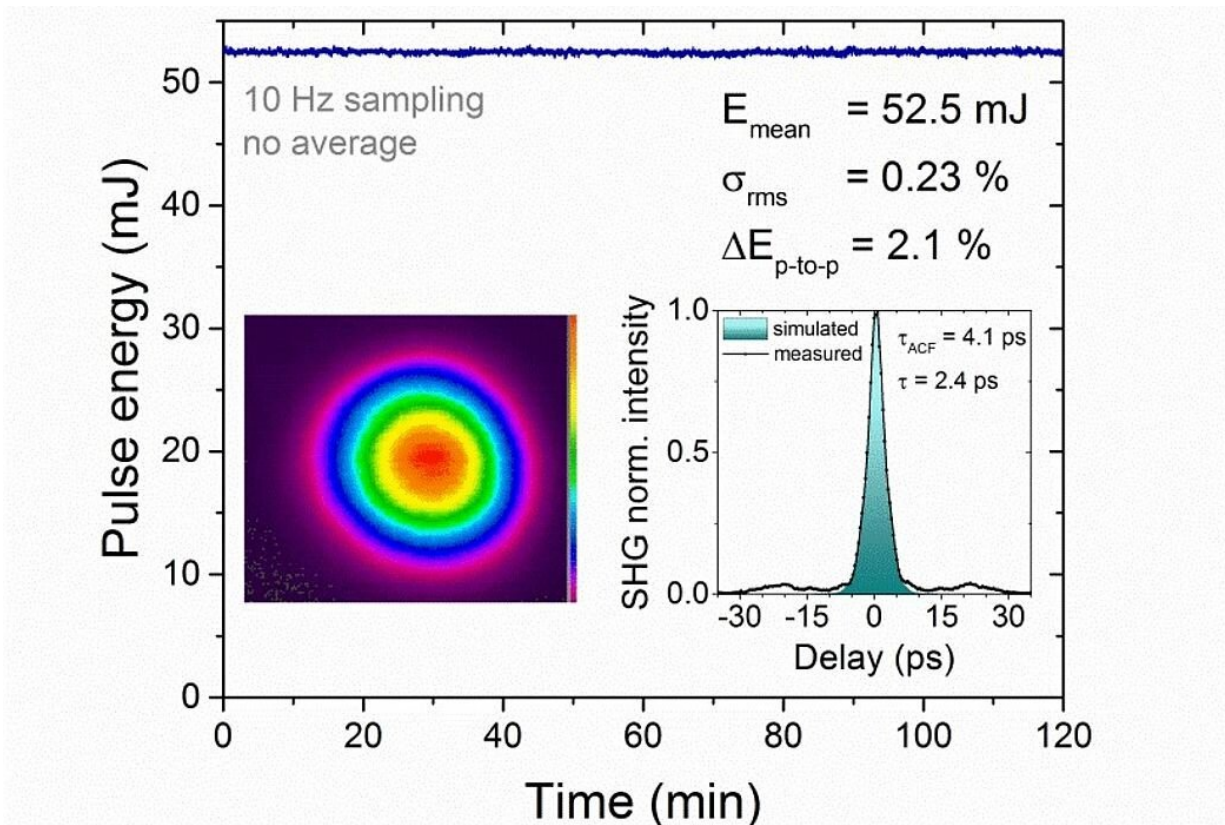 10 Hz sampling
no average
E_mean = 52.5 mJ
σ_rms = 0.23 %
ΔE_p-to-p = 2.1 %
Pulse energy (mJ)
50
40
30
20
10
0
0 20 40 60 80 100 120
Time (min)
SHG norm. intensity
1.0
0.5
0.0
simulated
measured
τ_ACF = 4.1 ps
τ = 2.4 ps
-30 -15 0 15 30
Delay (ps)